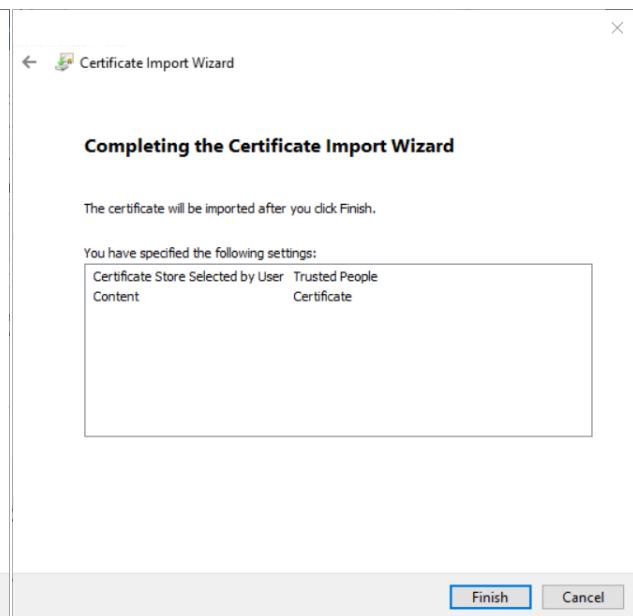 Certificate Import Wizard
Completing the Certificate Import Wizard
The certificate will be imported after you click Finish.
You have specified the following settings:
Certificate Store Selected by User Trusted People
Content Certificate
Finish Cancel